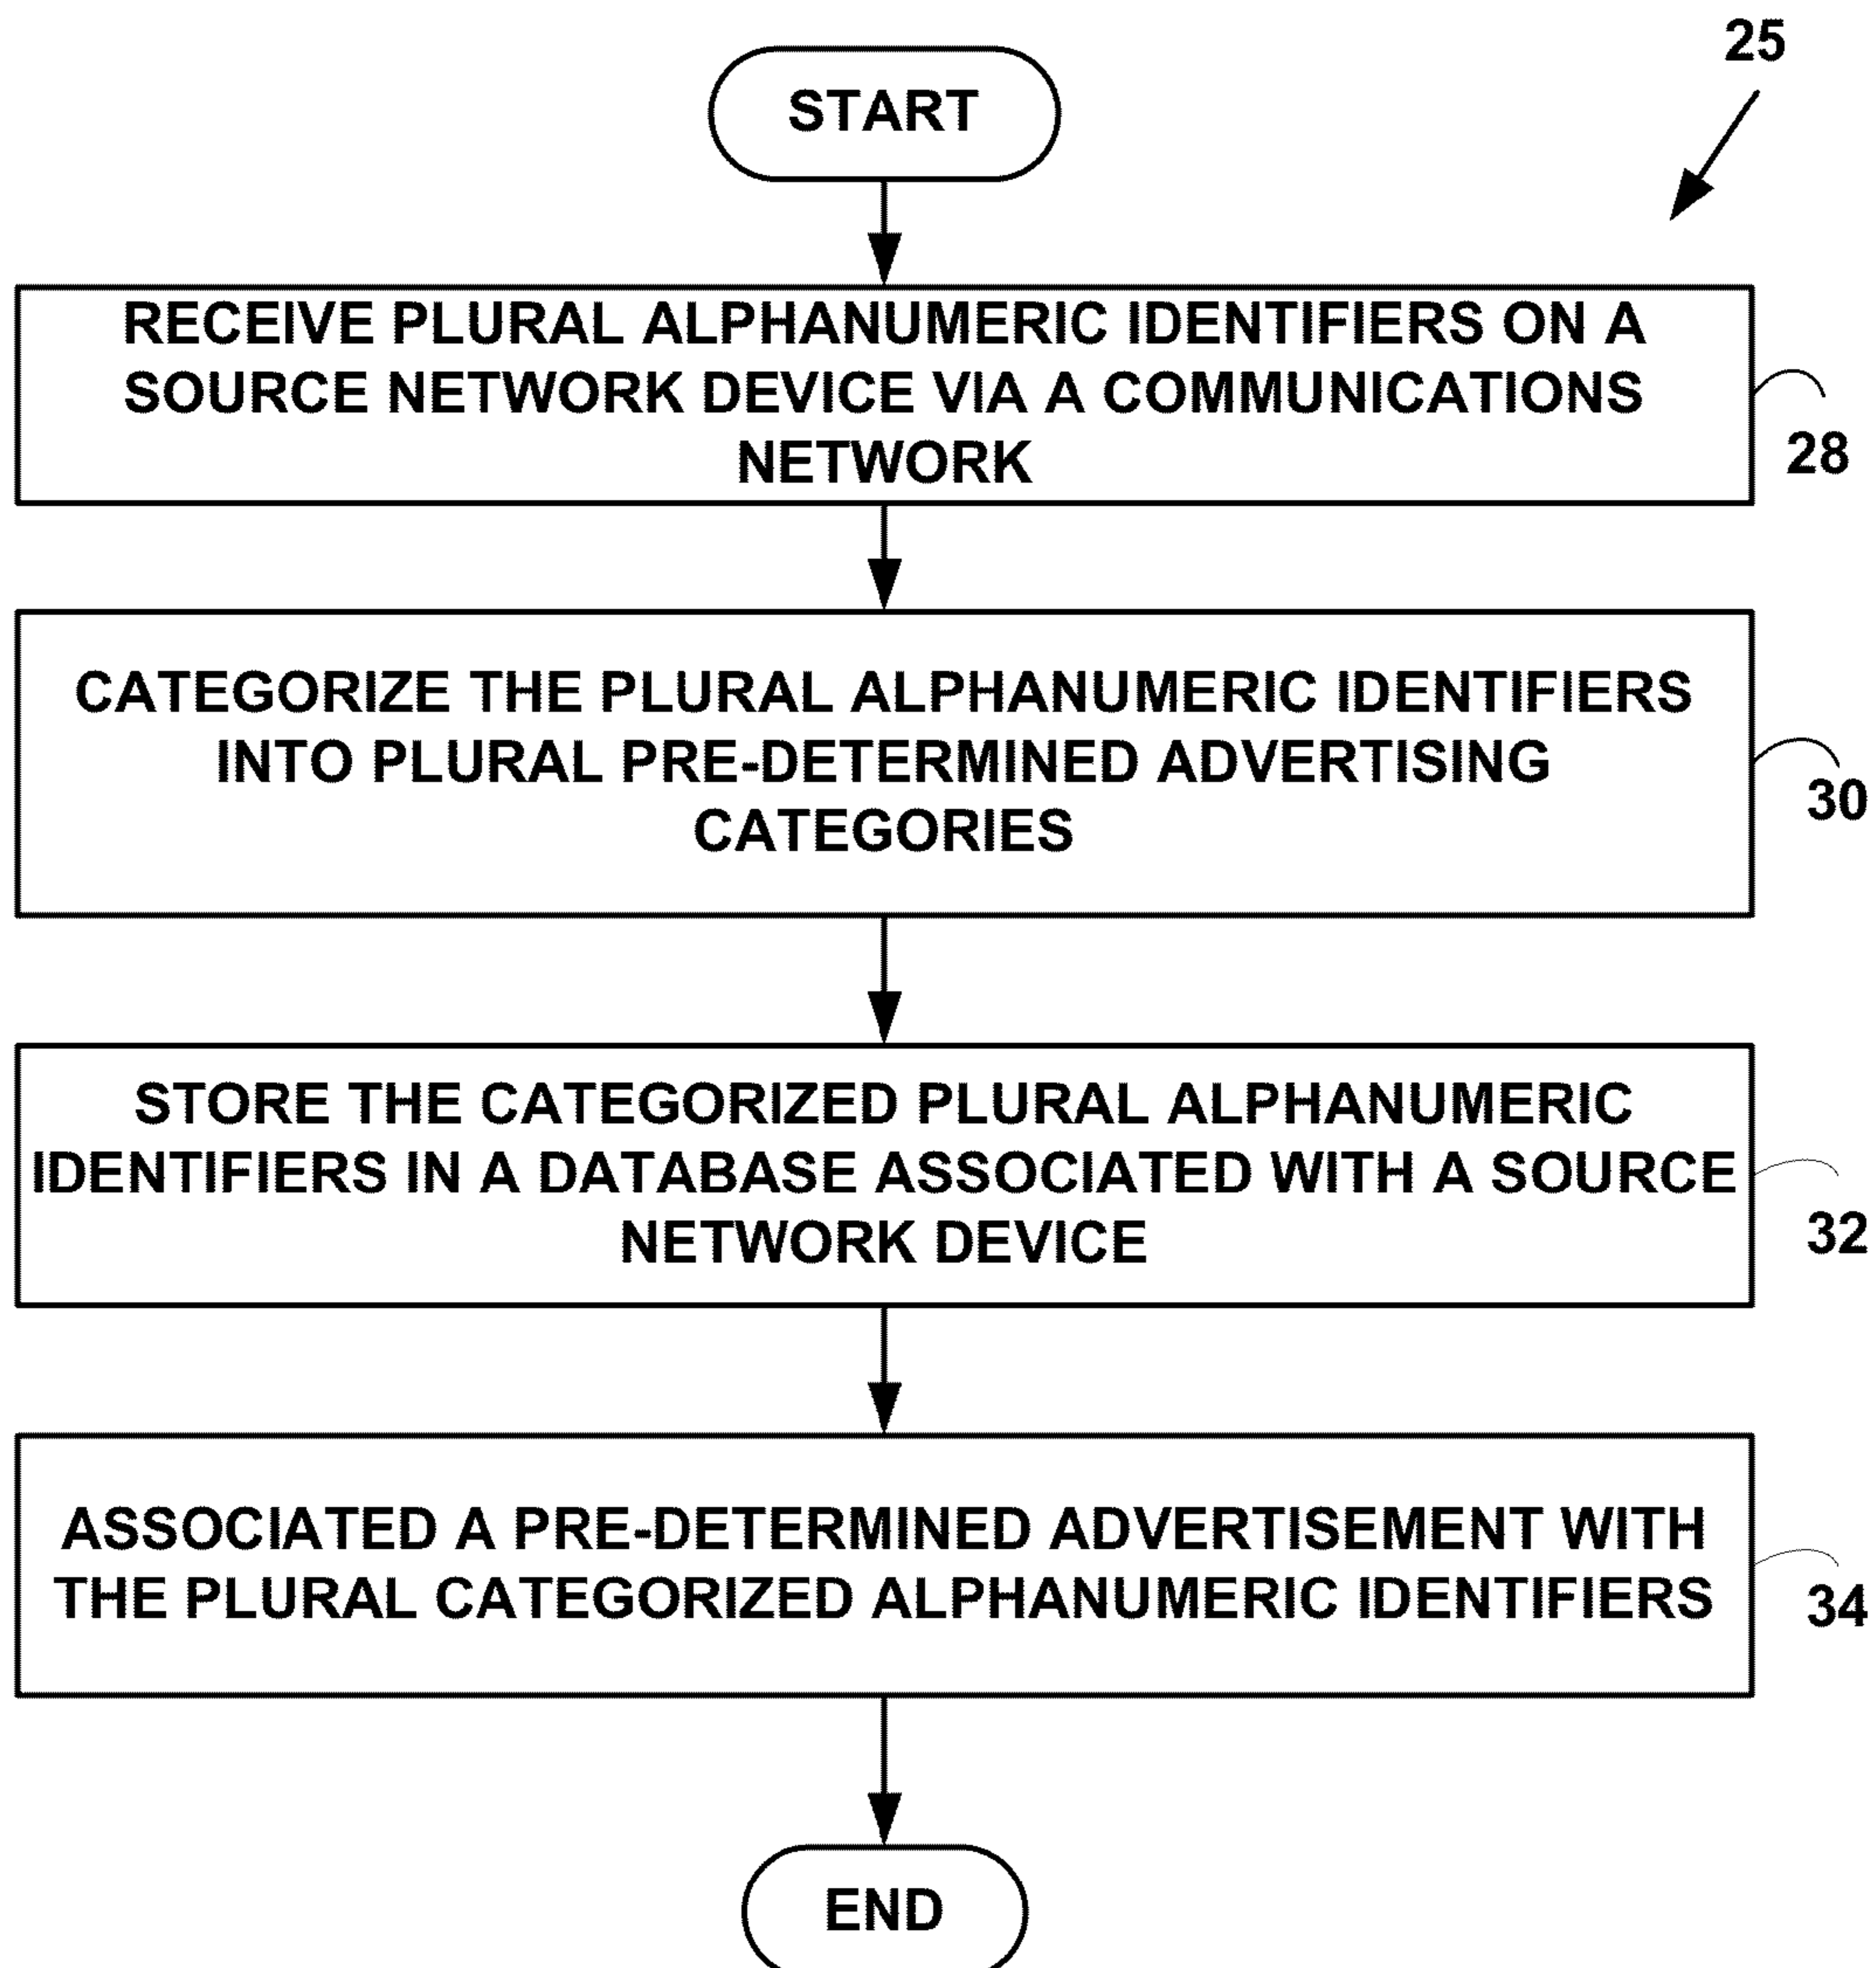 25
START
RECEIVE PLURAL ALPHANUMERIC IDENTIFIERS ON A
SOURCE NETWORK DEVICE VIA A COMMUNICATIONS
NETWORK
28
CATEGORIZE THE PLURAL ALPHANUMERIC IDENTIFIERS
INTO PLURAL PRE-DETERMINED ADVERTISING
CATEGORIES
30
STORE THE CATEGORIZED PLURAL ALPHANUMERIC
IDENTIFIERS IN A DATABASE ASSOCIATED WITH A SOURCE
NETWORK DEVICE
32
ASSOCIATED A PRE-DETERMINED ADVERTISEMENT WITH
THE PLURAL CATEGORIZED ALPHANUMERIC IDENTIFIERS
34
END